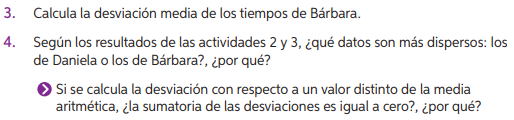 3. Calcula la desviación media de los tiempos de Bárbara.
4. Según los resultados de las actividades 2 y 3, ¿qué datos son más dispersos: los
de Daniela o los de Bárbara?, ¿por qué?
Si se calcula la desviación con respecto a un valor distinto de la media
aritmética, ¿la sumatoria de las desviaciones es igual a cero?, ¿por qué?